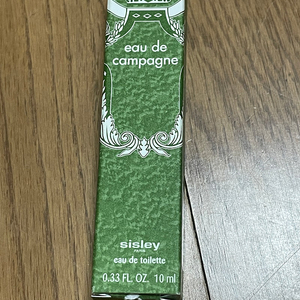 eau de
campagne
sisley
PARIS
eau de toilette
0.33 FL. OZ. 10 ml